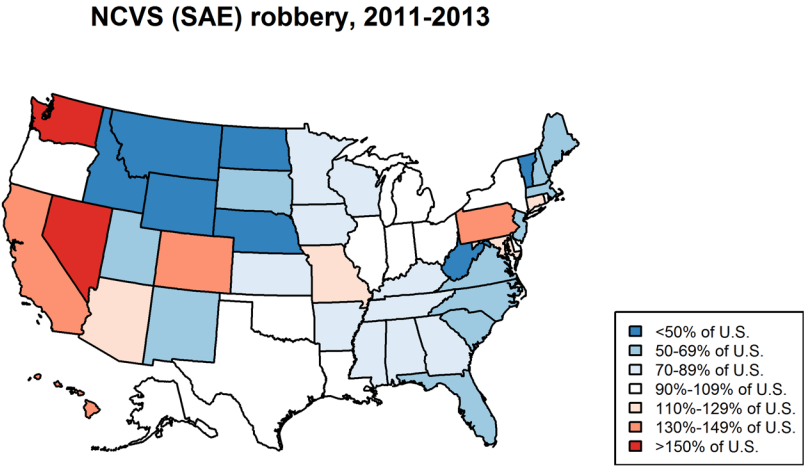 NCVS (SAE) robbery, 2011-2013
<50% of U.S.
50-69% of U.S.
70-89% of U.S.
90%-109% of U.S.
110%-129% of U.S.
130%-149% of U.S.
>150% of U.S.